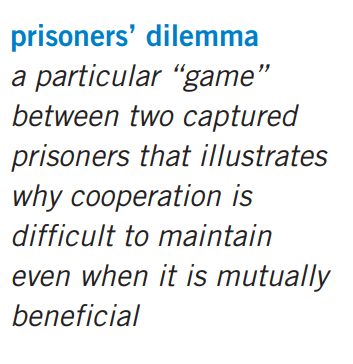 prisoners’ dilemma
a particular “game”
between two captured
prisoners that illustrates
why cooperation is
difficult to maintain
even when it is mutually
beneficial